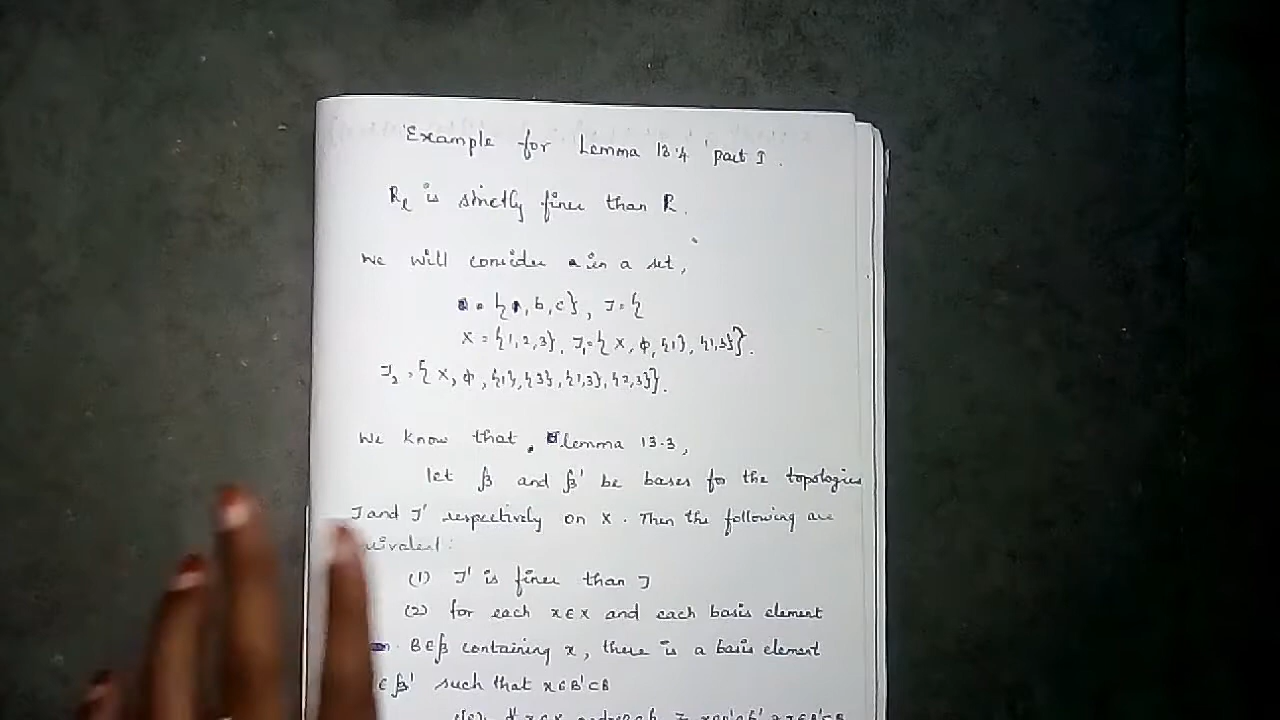 Example for Lemma 13.4 'part I.
Rℓ is strictly finer than R.
We will consider a in a set,
= { , b, c}, J = {
X = {1, 2, 3}, J₁ = { X, ɸ, {1}, {1,3}}.
J₂ = { X, ɸ, {1}, {3}, {1,3}, {2,3}}.
We know that, lemma 13.3,
let β and β' be bases for the topologies
J and J' respectively on X. Then the following are
quivalent:
(1) J' is finer than J
(2) for each x∈X and each basis element
B∈β containing x, there is a basis element
∈β' such that x∈B'⊂B